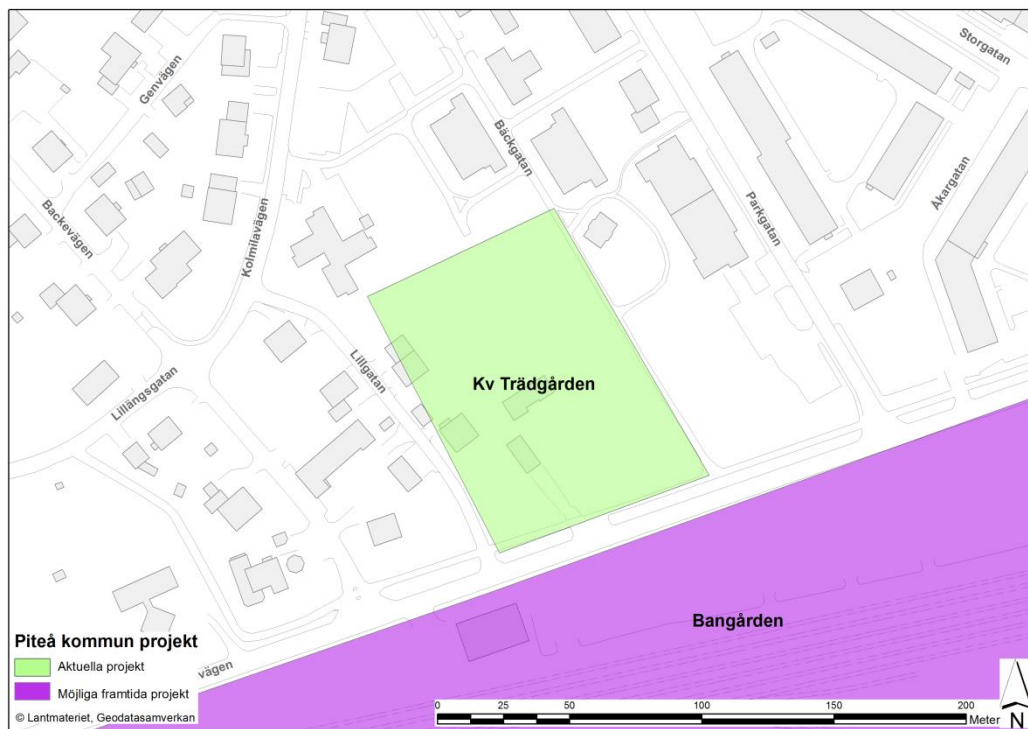 Storgatan
Genvägen
Bäckgatan
Parkgatan
Åkargatan
Backevägen
Kolmilavägen
Lillgatan
Kv Trädgården
Lillängsgatan
Bangården
Piteå kommun projekt
Aktuella projekt
vägen
Möjliga framtida projekt
© Lantmateriet, Geodatasamverkan
0 25 50 100 150 200
Meter
N